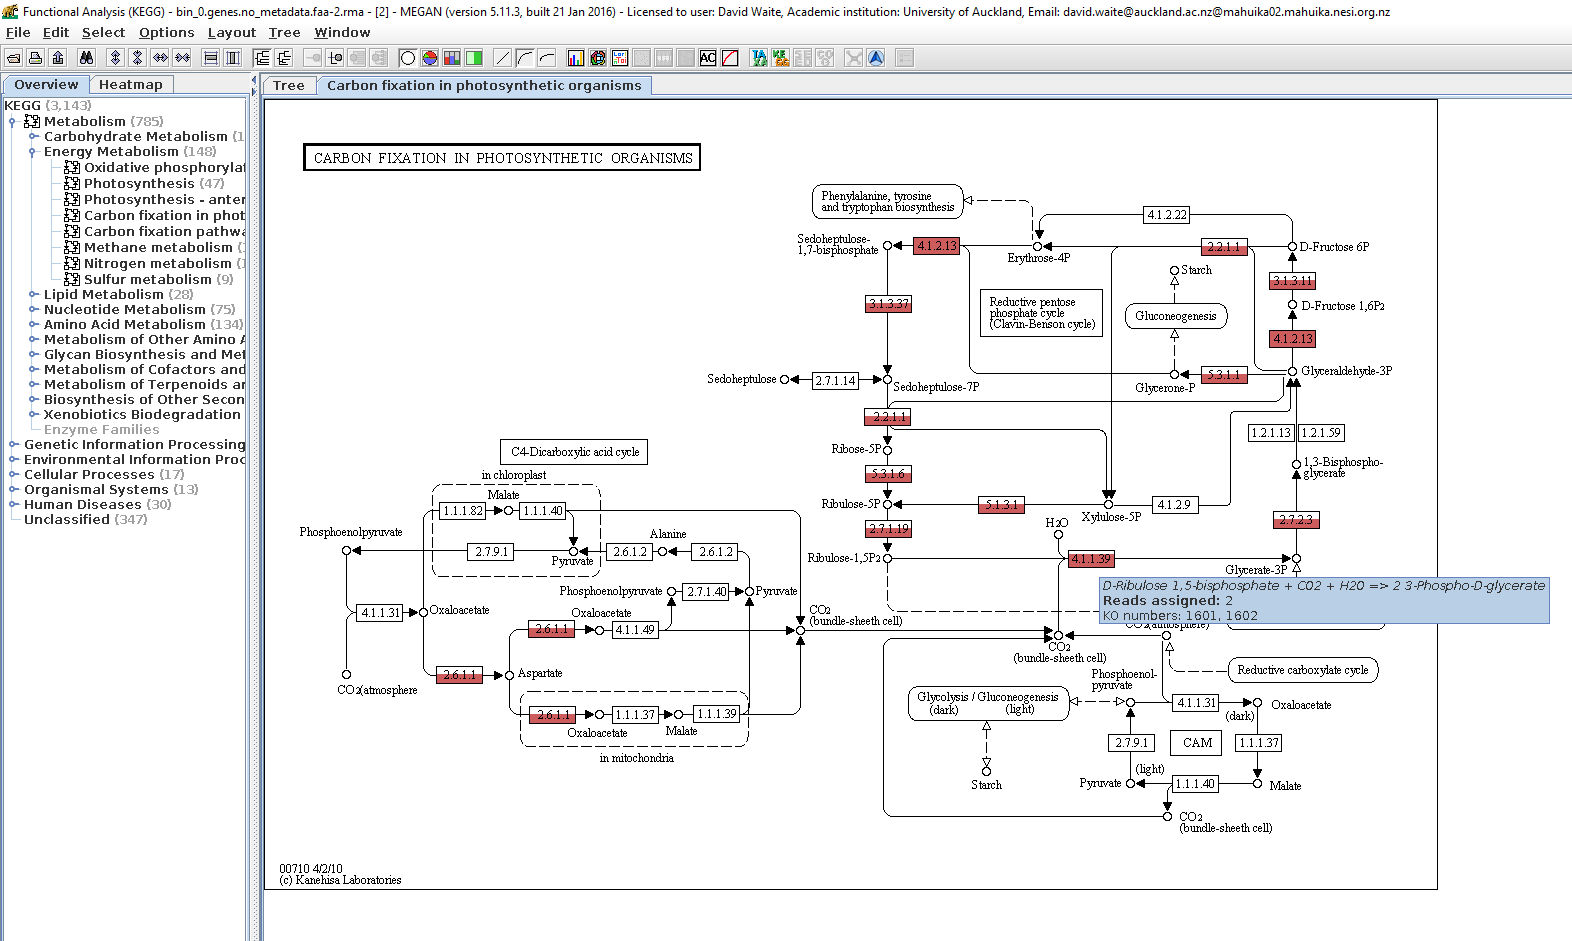 Functional Analysis (KEGG) - bin_0.genes.no_metadata.faa-2.rma - [2] - MEGAN (version 5.11.3, built 21 Jan 2016) - Licensed to user: David Waite, Academic institution: University of Auckland, Email: david.waite@auckland.ac.nz@mahuika02.mahuika.nesi.org.nz
File Edit Select Options Layout Tree Window
AC
Overview Heatmap
Tree Carbon fixation in photosynthetic organisms
KEGG (3,143)
Metabolism (785)
Carbohydrate Metabolism (1
Energy Metabolism (148)
Oxidative phosphoryla
Photosynthesis (47)
Photosynthesis - anter
Carbon fixation in phot
Carbon fixation pathwa
Methane metabolism (
Nitrogen metabolism (
Sulfur metabolism (9)
Lipid Metabolism (28)
Nucleotide Metabolism (75)
Amino Acid Metabolism (134)
Metabolism of Other Amino A
Glycan Biosynthesis and Met
Metabolism of Cofactors and
Metabolism of Terpenoids ar
Biosynthesis of Other Secon
Xenobiotics Biodegradation
Enzyme Families
Genetic Information Processing
Environmental Information Proc
Cellular Processes (17)
Organismal Systems (13)
Human Diseases (30)
Unclassified (347)
CARBON FIXATION IN PHOTOSYNTHETIC ORGANISMS
Phenylalanine, tyrosine
and tryptophan biosynthesis
4.1.2.22
Sedoheptulose-
1,7-bisphosphate
4.1.2.13
Erythrose-4P
2.2.1.1
D-Fructose 6P
Starch
3.1.3.11
3.1.3.37
Reductive pentose
phosphate cycle
(Clavin-Benson cycle)
Gluconeogenesis
D-Fructose 1,6P2
4.1.2.13
Sedoheptulose
2.7.1.14
Sedoheptulose-7P
Glycerone-P
5.3.1.1
Glyceraldehyde-3P
2.2.1.1
1.2.1.13
1.2.1.59
Ribose-5P
C4-Dicarboxylic acid cycle
1,3-Bisphospho-
glycerate
5.3.1.6
in chloroplast
Malate
Ribulose-5P
5.1.3.1
Xylulose-5P
4.1.2.9
1.1.1.82
1.1.1.40
2.7.2.3
H2O
2.7.1.19
Phosphoenolpyruvate
Alanine
2.7.9.1
Pyruvate
2.6.1.2
2.6.1.2
Ribulose-1,5P2
4.1.1.39
Glycerate-3P
D-Ribulose 1,5-bisphosphate + CO2 + H2O => 2 3-Phospho-D-glycerate
Reads assigned: 2
KO numbers: 1601, 1602
Phosphoenolpyruvate
2.7.1.40
Pyruvate
4.1.1.31
Oxaloacetate
Oxaloacetate
CO2
(bundle-sheeth cell)
2.6.1.1
4.1.1.49
CO2(atmosphere)
CO2
(bundle-sheeth cell)
2.6.1.1
Aspartate
Reductive carboxylate cycle
CO2(atmosphere
Phosphoenol-
pyruvate
Glycolysis / Gluconeogenesis
(dark) (light)
4.1.1.31
(dark)
Oxaloacetate
2.6.1.1
1.1.1.37
1.1.1.39
Oxaloacetate
Malate
2.7.9.1
CAM
1.1.1.37
in mitochondria
(light)
Starch
Pyruvate
1.1.1.40
Malate
CO2
(bundle-sheeth cell)
00710 4/2/10
(c) Kanehisa Laboratories